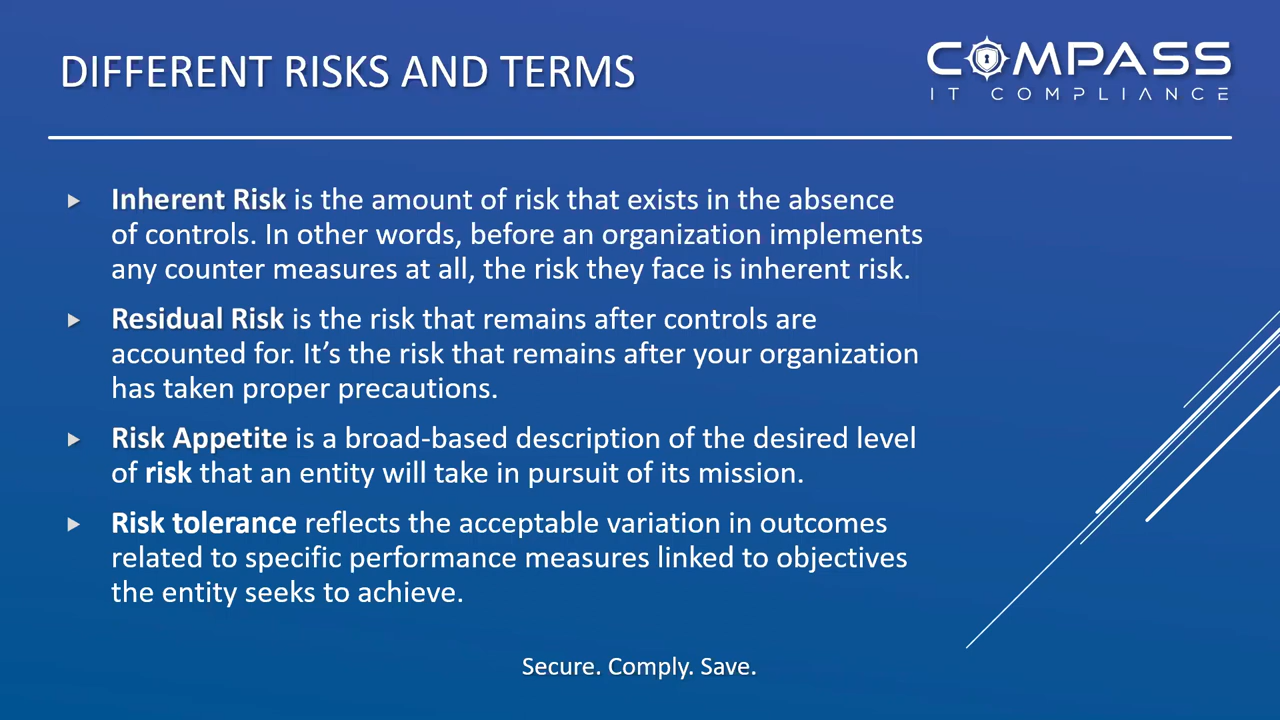 DIFFERENT RISKS AND TERMS
COMPASS
IT COMPLIANCE
Inherent Risk is the amount of risk that exists in the absence
of controls. In other words, before an organization implements
any counter measures at all, the risk they face is inherent risk.
Residual Risk is the risk that remains after controls are
accounted for. It’s the risk that remains after your organization
has taken proper precautions.
Risk Appetite is a broad-based description of the desired level
of risk that an entity will take in pursuit of its mission.
Risk tolerance reflects the acceptable variation in outcomes
related to specific performance measures linked to objectives
the entity seeks to achieve.
Secure. Comply. Save.